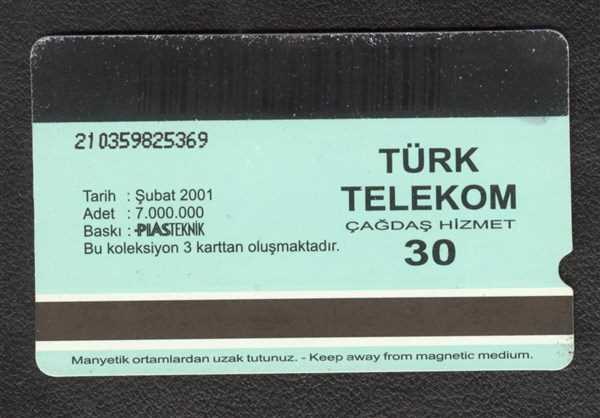 210359825369
TÜRK
TELEKOM
ÇAĞDAŞ HİZMET
30
Tarih : Şubat 2001
Adet : 7.000.000
Baskı : PLASTEKNİK
Bu koleksiyon 3 karttan oluşmaktadır.
Manyetik ortamlardan uzak tutunuz. - Keep away from magnetic medium.